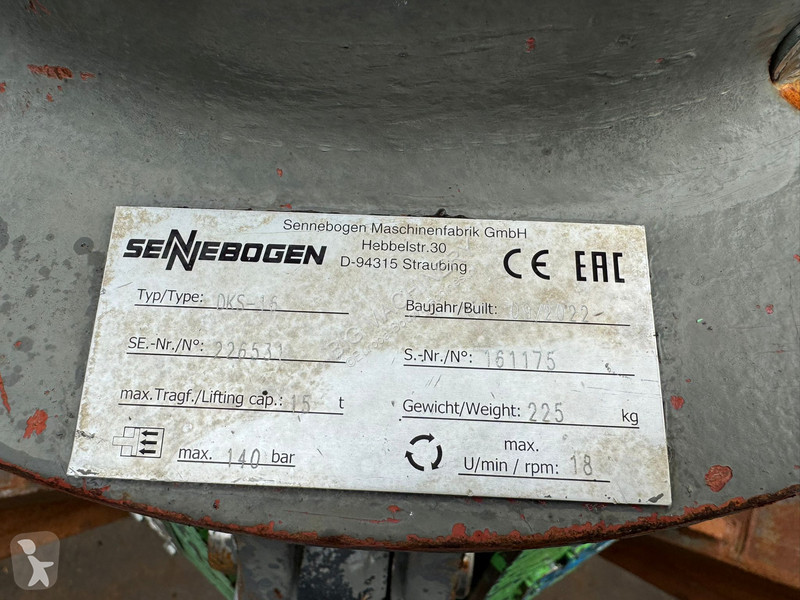 Sennebogen Maschinenfabrik GmbH
Hebbelstr.30
D-94315 Straubing
SENNEBOGEN
CE EAC
Typ/Type: DKS-16
Baujahr/Built: 2022
SE.-Nr./N°: 226531
S.-Nr./N°: 161175
max.Tragf./Lifting cap.: 15 t
Gewicht/Weight: 225 kg
max. 140 bar
max.
U/min / rpm: 18